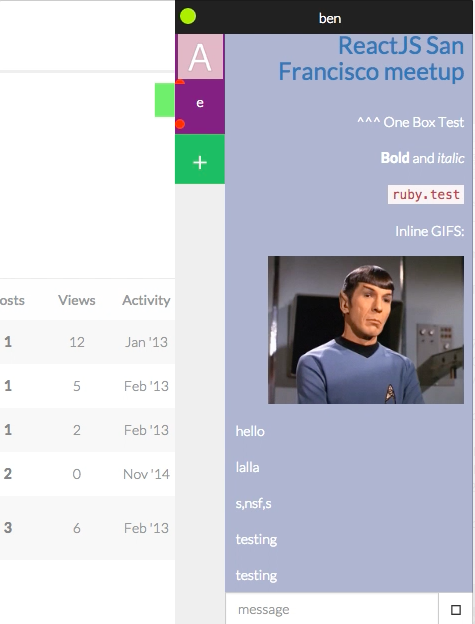 ben
A
e
+
ReactJS San
Francisco meetup
^^^ One Box Test
Bold and italic
ruby.test
Inline GIFS:
hello
lalla
s,nsf,s
testing
testing
message
osts Views Activity
1 12 Jan '13
1 5 Feb '13
1 2 Feb '13
2 0 Nov '14
3 6 Feb '13